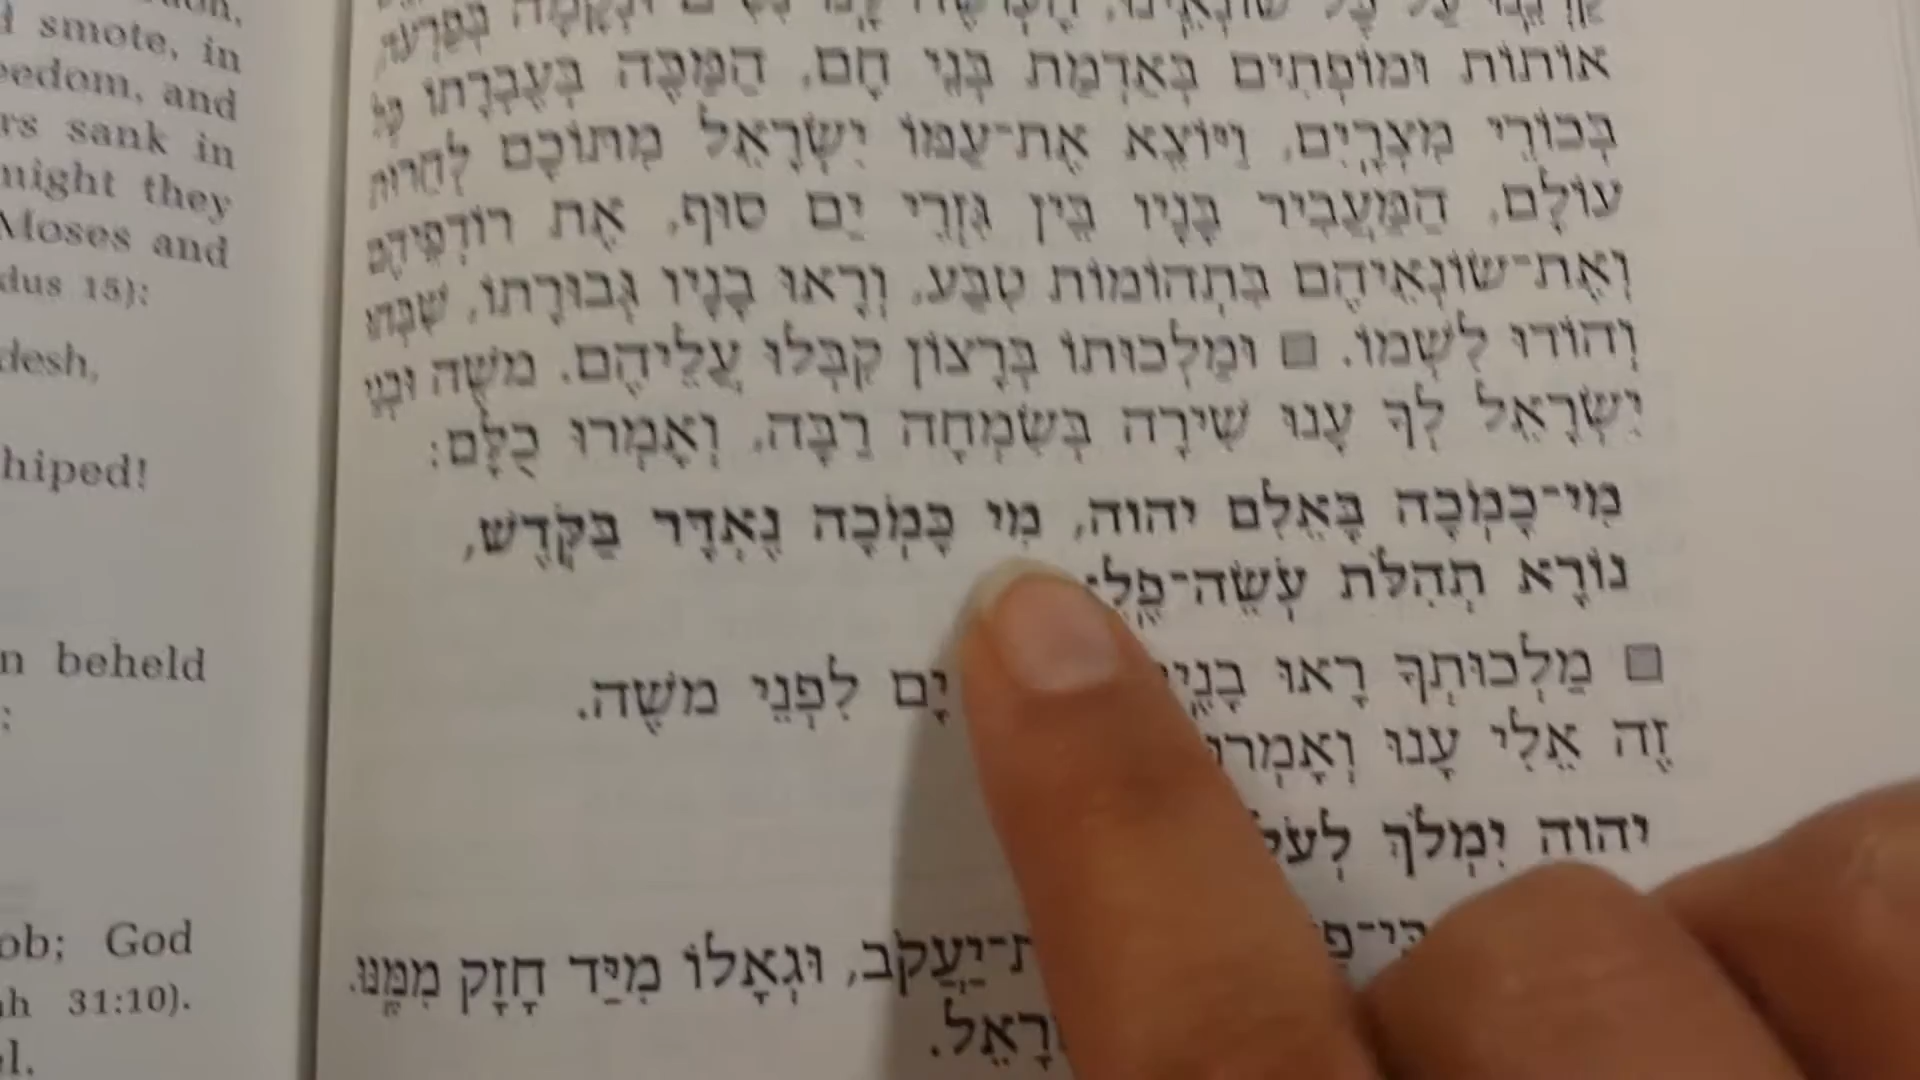 smote, in
and
rs sank in
night they
Moses and
dus 15):
desh,
hiped!
n beheld
:
ob; God
ah 31:10).
el.
אוֹתוֹת וּמוֹפְתִים בְּאַדְמַת בְּנֵי חָם. הַמַּכֶּה בְעֶבְרָתוֹ כָּל
בְּכוֹרֵי מִצְרָיִם, וַיּוֹצֵא אֶת־עַמּוֹ יִשְׂרָאֵל מִתּוֹכָם לְחֵרוּת
עוֹלָם. הַמַּעֲבִיר בָּנָיו בֵּין גִּזְרֵי יַם סוּף, אֶת רוֹדְפֵיהֶם
וְאֶת־שׂוֹנְאֵיהֶם בִּתְהוֹמוֹת טִבַּע. וְרָאוּ בָנָיו גְּבוּרָתוֹ, שִׁבְּחוּ
וְהוֹדוּ לִשְׁמוֹ. וּמַלְכוּתוֹ בְּרָצוֹן קִבְּלוּ עֲלֵיהֶם. מֹשֶׁה וּבְנֵי
יִשְׂרָאֵל לְךָ עָנוּ שִׁירָה בְּשִׂמְחָה רַבָּה, וְאָמְרוּ כֻלָּם:
מִי־כָמֹכָה בָּאֵלִם יהוה, מִי כָּמֹכָה נֶאְדָּר בַּקֹּדֶשׁ,
נוֹרָא תְהִלֹּת עֹשֵׂה־
מַלְכוּתְךָ רָאוּ יָם לִפְנֵי מֹשֶׁה.
זֶה אֵלִי עָנוּ וְאָמְרוּ
יהוה יִמְלֹךְ
יַעֲקֹב, וּגְאָלוֹ מִיַּד חָזָק מִמֶּנּוּ.